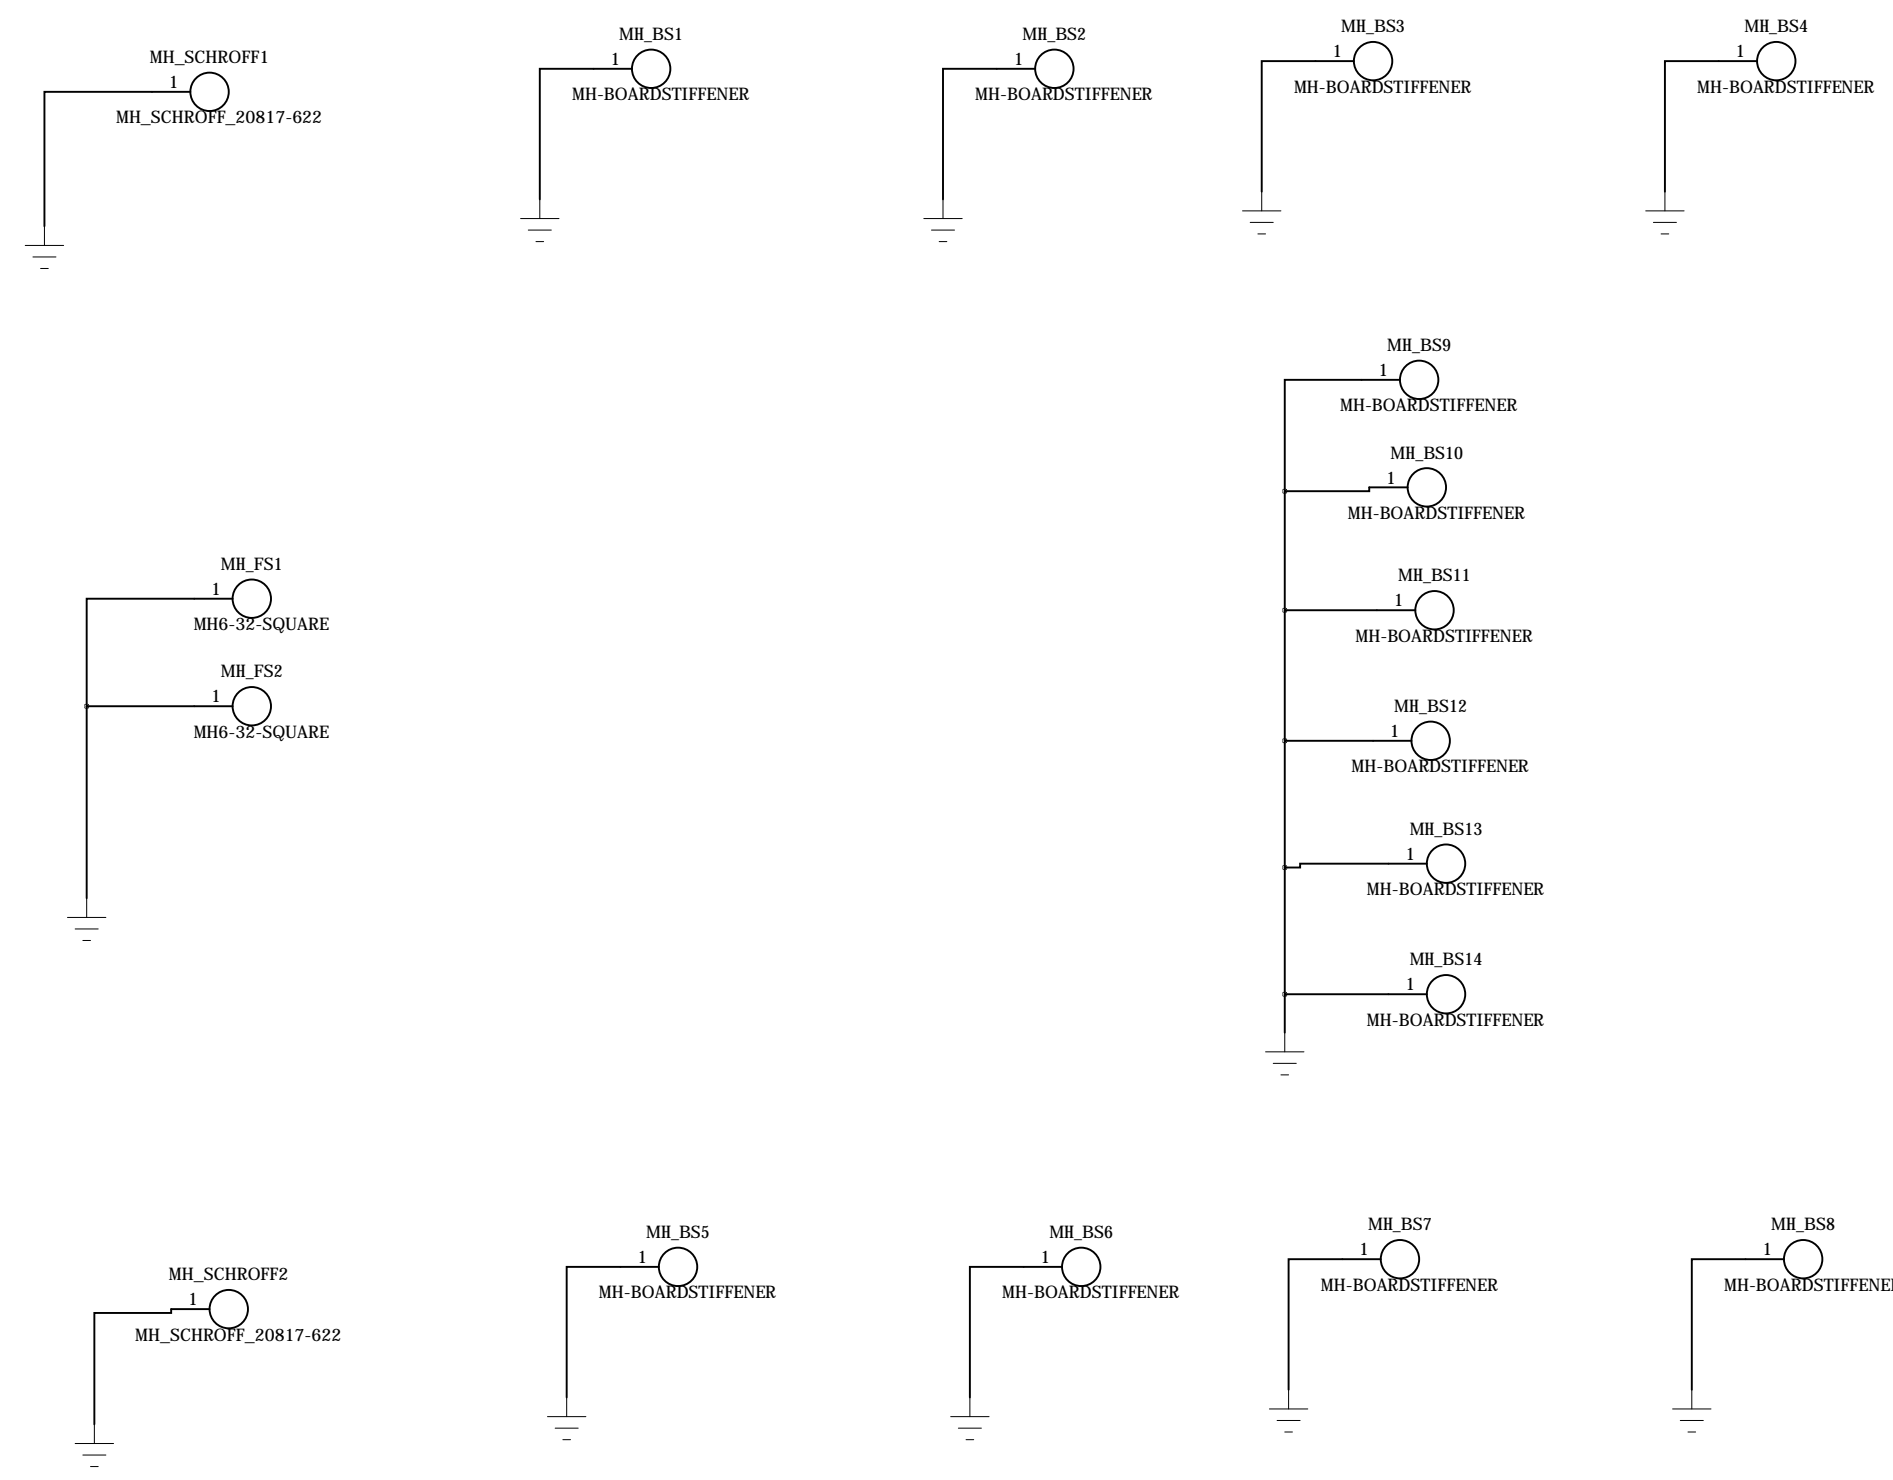 MH_SCHROFF1
1
MH_SCHROFF_20817-622
MH_BS1
1
MH-BOARDSTIFFENER
MH_BS2
1
MH-BOARDSTIFFENER
MH_BS3
1
MH-BOARDSTIFFENER
MH_BS4
1
MH-BOARDSTIFFENER
MH_BS9
1
MH-BOARDSTIFFENER
MH_BS10
1
MH-BOARDSTIFFENER
MH_BS11
1
MH-BOARDSTIFFENER
MH_BS12
1
MH-BOARDSTIFFENER
MH_BS13
1
MH-BOARDSTIFFENER
MH_BS14
1
MH-BOARDSTIFFENER
MH_FS1
1
MH6-32-SQUARE
MH_FS2
1
MH6-32-SQUARE
MH_SCHROFF2
1
MH_SCHROFF_20817-622
MH_BS5
1
MH-BOARDSTIFFENER
MH_BS6
1
MH-BOARDSTIFFENER
MH_BS7
1
MH-BOARDSTIFFENER
MH_BS8
1
MH-BOARDSTIFFENER